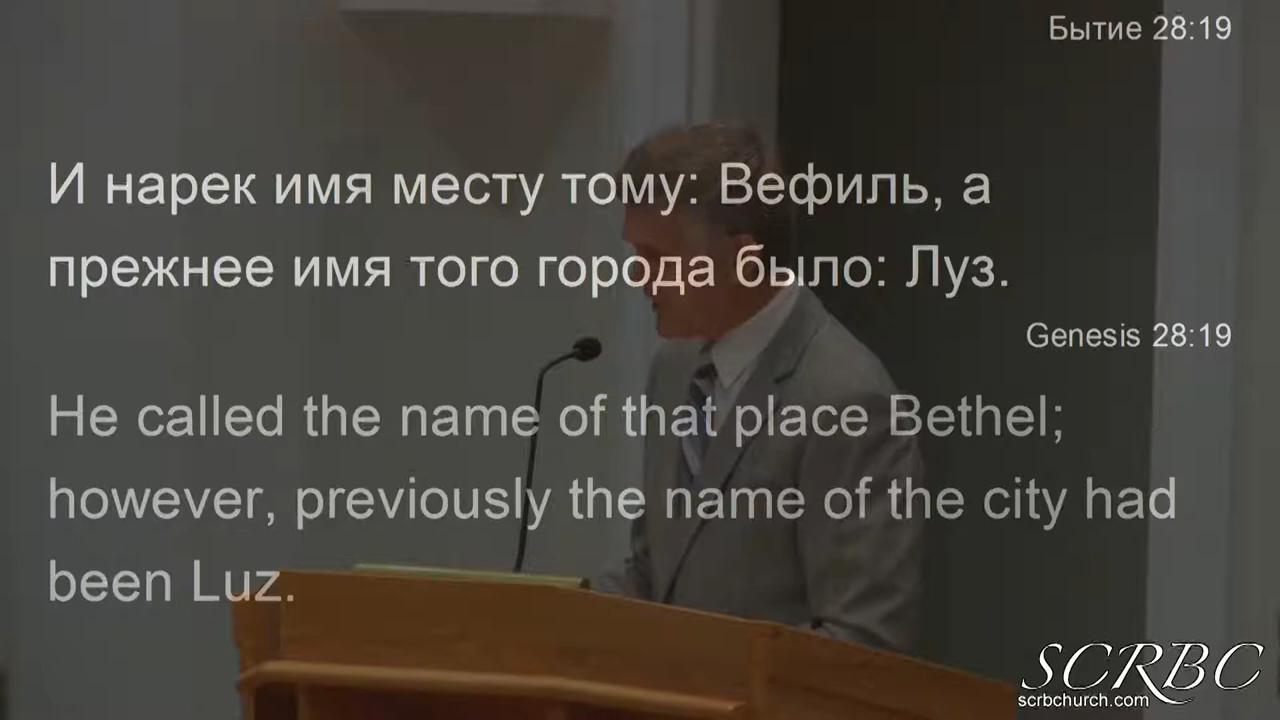 Бытие 28:19
И нарек имя месту тому: Вефиль, а
прежнее имя того города было: Луз.
Genesis 28:19
He called the name of that place Bethel;
however, previously the name of the city had
been Luz.
SCRBC
scrbchurch.com